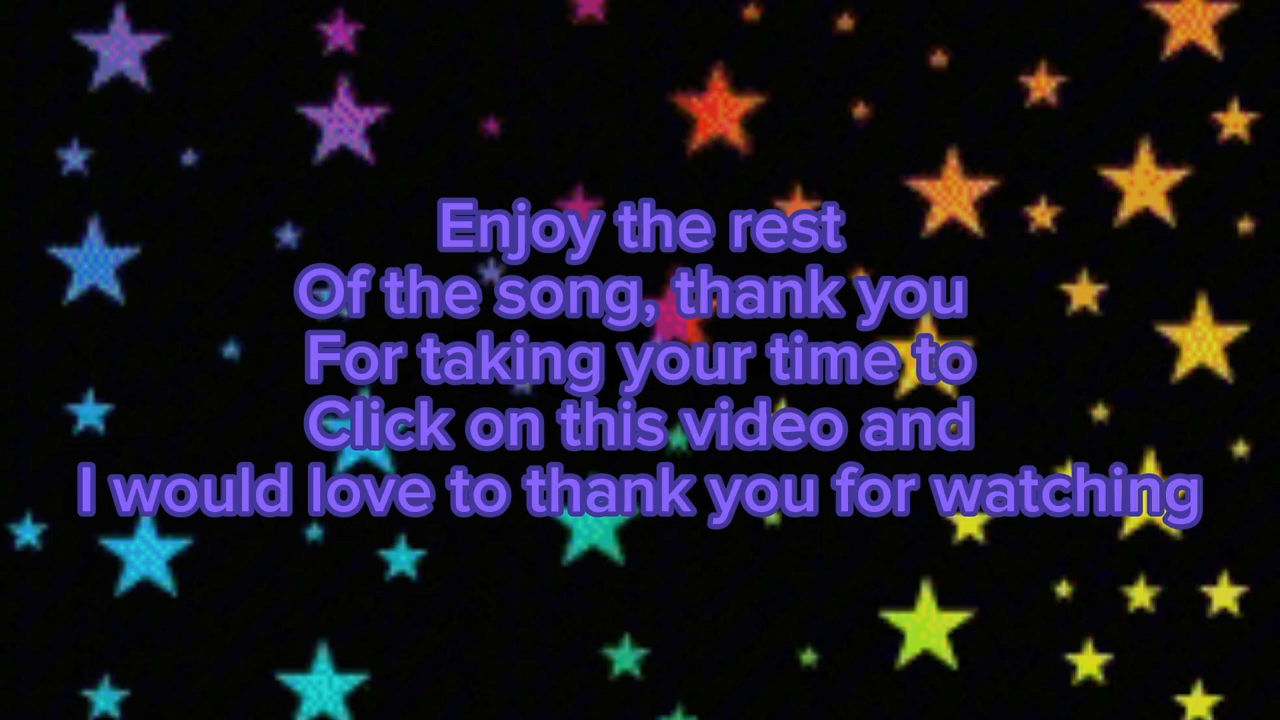 Enjoy the rest
Of the song, thank you
For taking your time to
Click on this video and
I would love to thank you for watching